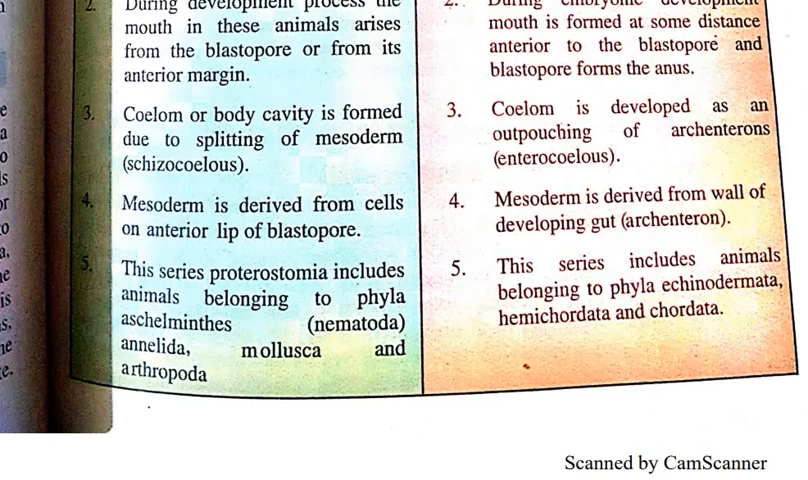 2. During development process the
mouth in these animals arises
from the blastopore or from its
anterior margin.
3. Coelom or body cavity is formed
due to splitting of mesoderm
(schizocoelous).
4. Mesoderm is derived from cells
on anterior lip of blastopore.
5. This series proterostomia includes
animals belonging to phyla
aschelminthes (nematoda)
annelida, mollusca and
arthropoda
2. During embryonic development
mouth is formed at some distance
anterior to the blastopore and
blastopore forms the anus.
3. Coelom is developed as an
outpouching of archenterons
(enterocoelous).
4. Mesoderm is derived from wall of
developing gut (archenteron).
5. This series includes animals
belonging to phyla echinodermata,
hemichordata and chordata.
Scanned by CamScanner